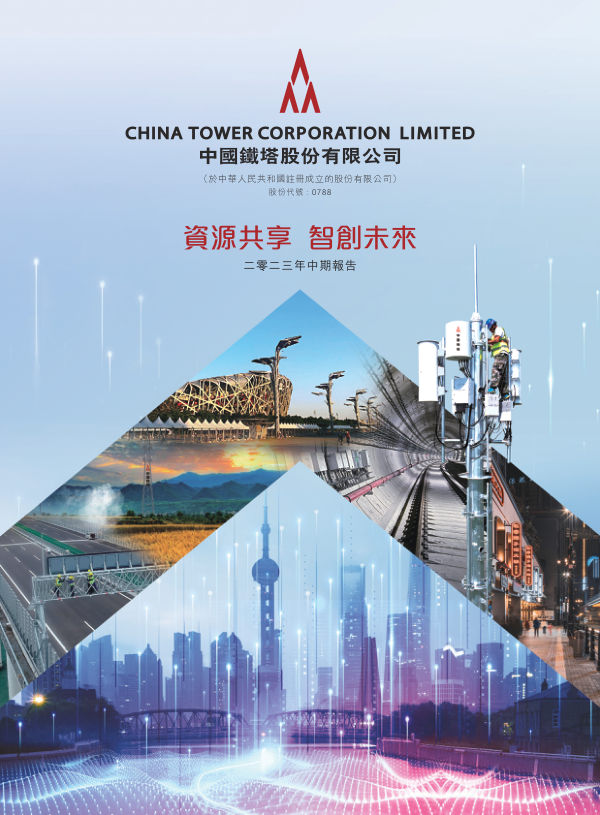 CHINA TOWER CORPORATION LIMITED
中國鐵塔股份有限公司
（於中華人民共和國註冊成立的股份有限公司）
股份代號：0788
資源共享 智創未來
二零二三年中期報告